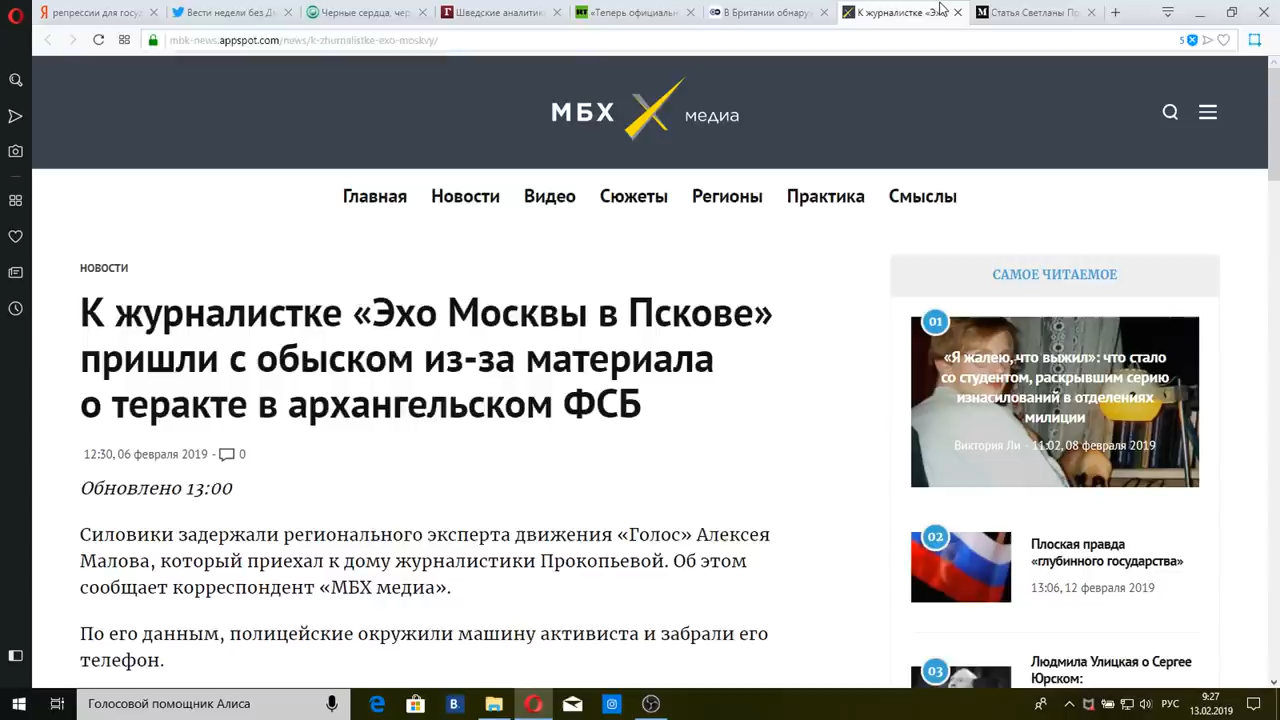 репрессии для госу
Вести недели без Дм
Черные сердца, чер
Шведские аналитик
«Теперь официальн
В Британии обнару
К журналистке «Эхо
Статья Светланы Пр
mbk-news.appspot.com/news/k-zhurnalistke-exo-moskvy/
5
МБХ медиа
Главная Новости Видео Сюжеты Регионы Практика Смыслы
НОВОСТИ
К журналистке «Эхо Москвы в Пскове»
пришли с обыском из-за материала
о теракте в архангельском ФСБ
12:30, 06 февраля 2019 - 0
Обновлено 13:00
Силовики задержали регионального эксперта движения «Голос» Алексея
Малова, который приехал к дому журналистики Прокопьевой. Об этом
сообщает корреспондент «МБХ медиа».
По его данным, полицейские окружили машину активиста и забрали его
телефон.
САМОЕ ЧИТАЕМОЕ
01
«Я жалею, что выжил»: что стало
со студентом, раскрывшим серию
изнасилований в отделениях
милиции
Виктория Ли - 11:02, 08 февраля 2019
02
Плоская правда
«глубинного государства»
13:06, 12 февраля 2019
03
Людмила Улицкая о Сергее
Юрском:
Голосовой помощник Алиса
РУС
9:27
13.02.2019